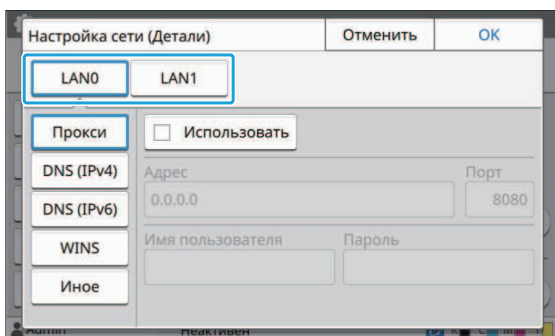 Настройка сети (Детали) Отменить OK
LAN0 LAN1
Прокси Использовать
DNS (IPv4) Адрес Порт
DNS (IPv6) 0.0.0.0 8080
WINS Имя пользователя Пароль
Иное
Admin Неактивен